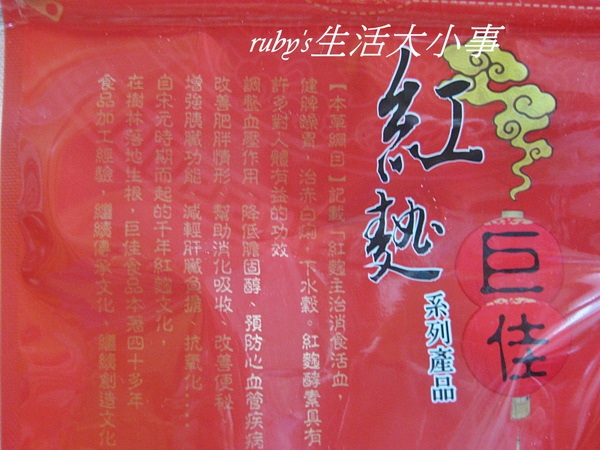 ruby's生活大小事
巨佳
紅麴
系列產品
【本草綱目】記載「紅麴主治消食活血，
健脾燥胃，治赤白痢，下水穀。紅麴酵素具有
許多對人體有益的功效
調整血壓作用、降低膽固醇、預防心血管疾病
改善肥胖情形、幫助消化吸收、改善便秘
增強胰臟功能、減輕肝臟負擔、抗氧化‥‥
自宋元時期而起的千年紅麴文化，
在樹林落地生根，巨佳食品本著四十多年
食品加工經驗，繼續傳承文化、繼續創造文化